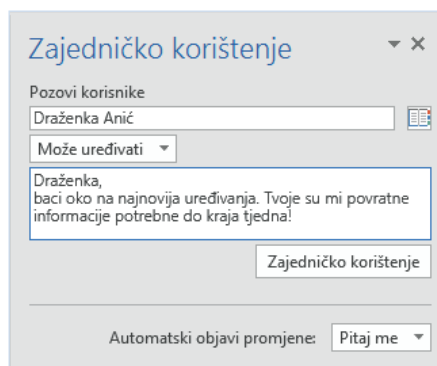 Zajedničko korištenje
Pozovi korisnike
Draženka Anić
Može uređivati
Draženka,
baci oko na najnovija uređivanja. Tvoje su mi povratne
informacije potrebne do kraja tjedna!
Zajedničko korištenje
Automatski objavi promjene: Pitaj me